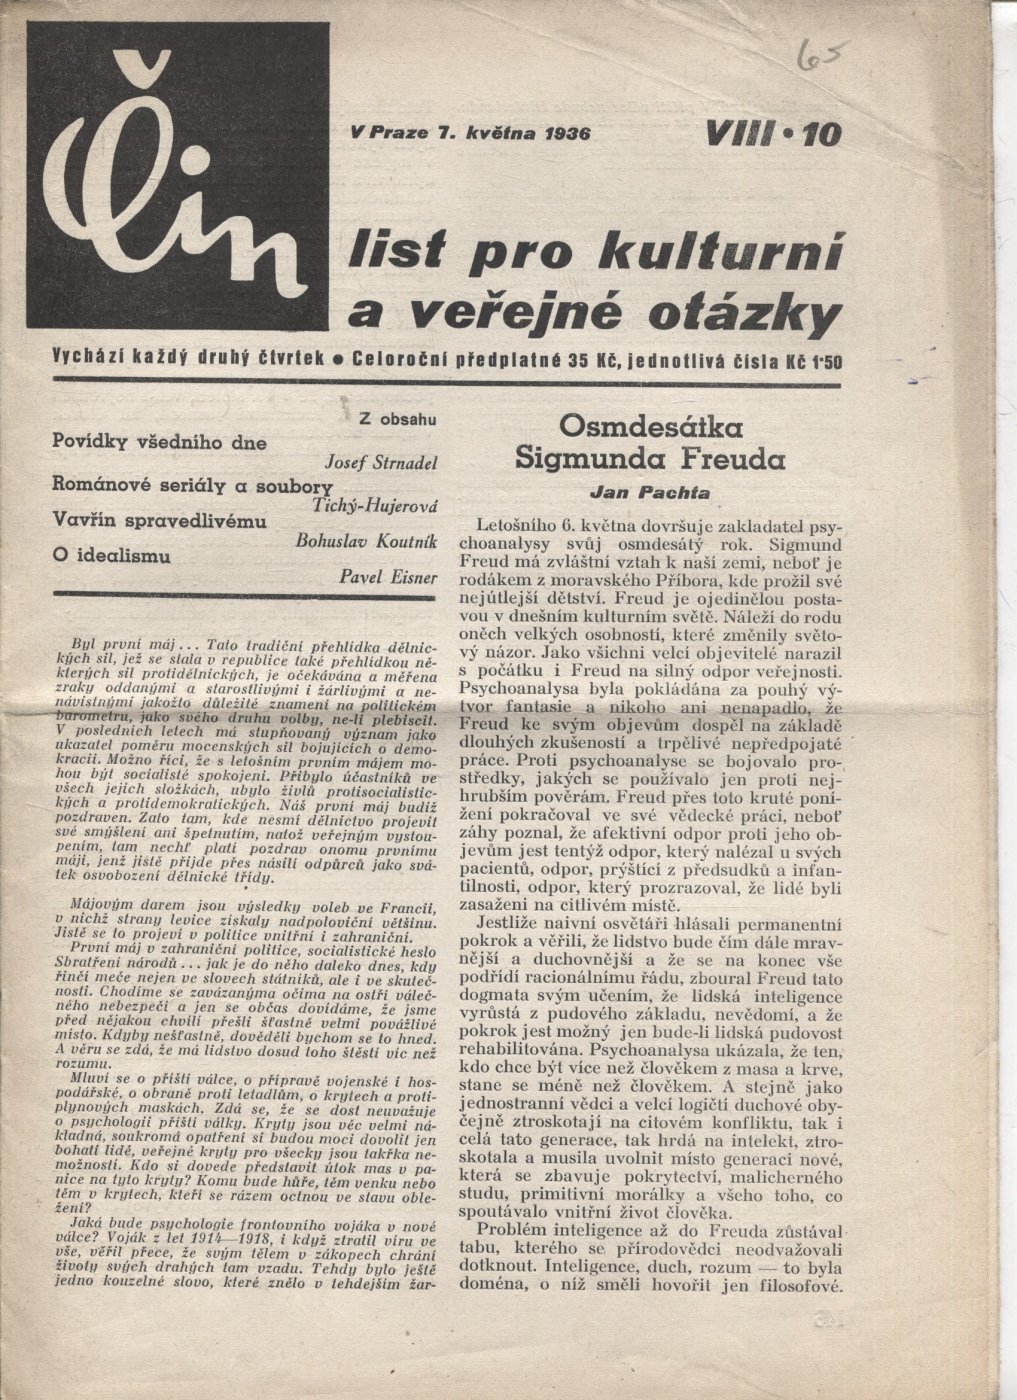 65
Čin
V Praze 7. května 1936
VIII • 10
list pro kulturní
a veřejné otázky
Vychází každý druhý čtvrtek ● Celoroční předplatné 35 Kč, jednotlivá čísla Kč 1·50
Z obsahu
Povídky všedního dne
Josef Strnadel
Románové seriály a soubory
Tichý-Hujerová
Vavřín spravedlivému
Bohuslav Koutník
O idealismu
Pavel Eisner
Byl první máj... Tato tradiční přehlídka dělnic-
kých sil, jež se stala v republice také přehlídkou ně-
kterých sil protidělnických, je očekávána a měřena
zraky oddanými a starostlivými i žárlivými a ne-
návistnými jakožto důležité znamení na politickém
barometru, jako svého druhu volby, ne-li plebiscit.
V posledních letech má stupňovaný význam jako
ukazatel poměru mocenských sil bojujících o demo-
kracii. Možno říci, že s letošním prvním májem mo-
hou být socialisté spokojeni. Přibylo účastníků ve
všech jejich složkách, ubylo živlů protisocialistic-
kých a protidemokratických. Náš první máj budiž
pozdraven. Zato tam, kde nesmí dělnictvo projevit
své smýšlení ani špetnutím, natož veřejným vystou-
pením, tam nechť platí pozdrav onomu prvnímu
máji, jenž jistě přijde přes násilí odpůrců jako svá-
tek osvobození dělnické třídy.
*
Májovým darem jsou výsledky voleb ve Francii,
v nichž strany levice získaly nadpoloviční většinu.
Jistě se to projeví v politice vnitřní i zahraniční.
První máj v zahraniční politice, socialistické heslo
Sbratření národů... jak je do něho daleko dnes, kdy
řinčí meče nejen ve slovech státníků, ale i ve skuteč-
nosti. Chodíme se zavázanýma očima na ostří váleč-
ného nebezpečí a jen se občas dovídáme, že jsme
před nějakou chvílí přešli šťastně velmi povážlivé
místo. Kdyby nešťastně, dověděli bychom se to hned.
A věru se zdá, že má lidstvo dosud toho štěstí víc než
rozumu.
Mluví se o příští válce, o přípravě vojenské i hos-
podářské, o obraně proti letadlům, o krytech a proti-
plynových maskách. Zdá se, že se dost neuvažuje
o psychologii příští války. Kryty jsou věc velmi ná-
kladná, soukromá opatření si budou moci dovolit jen
bohatí lidé, veřejné kryty pro všecky jsou takřka ne-
možností. Kdo si dovede představit útok mas v pa-
nice na tyto kryty? Komu bude hůře, těm venku nebo
těm v krytech, kteří se rázem octnou ve stavu oble-
žení?
Jaká bude psychologie frontovního vojáka v nové
válce? Voják z let 1914—1918, i když ztratil víru ve
vše, věřil přece, že svým tělem v zákopech chrání
životy svých drahých tam vzadu. Tehdy bylo ještě
jedno kouzelné slovo, které znělo v tehdejším žar-
Osmdesátka
Sigmunda Freuda
Jan Pachta
Letošního 6. května dovršuje zakladatel psy-
choanalysy svůj osmdesátý rok. Sigmund
Freud má zvláštní vztah k naší zemi, neboť je
rodákem z moravského Příbora, kde prožil své
nejútlejší dětství. Freud je ojedinělou posta-
vou v dnešním kulturním světě. Náleží do rodu
oněch velkých osobností, které změnily světo-
vý názor. Jako všichni velcí objevitelé narazil
s počátku i Freud na silný odpor veřejnosti.
Psychoanalysa byla pokládána za pouhý vý-
tvor fantasie a nikoho ani nenapadlo, že
Freud ke svým objevům dospěl na základě
dlouhých zkušeností a trpělivé nepředpojaté
práce. Proti psychoanalyse se bojovalo pro-
středky, jakých se používalo jen proti nej-
hrubším pověrám. Freud přes toto kruté poní-
žení pokračoval ve své vědecké práci, neboť
záhy poznal, že afektivní odpor proti jeho ob-
jevům jest tentýž odpor, který nalézal u svých
pacientů, odpor, prýštící z předsudků a infan-
tilnosti, odpor, který prozrazoval, že lidé byli
zasaženi na citlivém místě.
Jestliže naivní osvětáři hlásali permanentní
pokrok a věřili, že lidstvo bude čím dále mrav-
nější a duchovnější a že se na konec vše
podřídí racionálnímu řádu, zboural Freud tato
dogmata svým učením, že lidská inteligence
vyrůstá z pudového základu, nevědomí, a že
pokrok jest možný jen bude-li lidská pudovost
rehabilitována. Psychoanalysa ukázala, že ten,
kdo chce být více než člověkem z masa a krve,
stane se méně než člověkem. A stejně jako
jednostranní vědci a velcí logičtí duchové oby-
čejně ztroskotají na citovém konfliktu, tak i
celá tato generace, tak hrdá na intelekt, ztro-
skotala a musila uvolnit místo generaci nové,
která se zbavuje pokrytectví, malicherného
studu, primitivní morálky a všeho toho, co
spoutávalo vnitřní život člověka.
Problém inteligence až do Freuda zůstával
tabu, kterého se přírodovědci neodvažovali
dotknout. Inteligence, duch, rozum — to byla
doména, o níž směli hovořit jen filosofové.